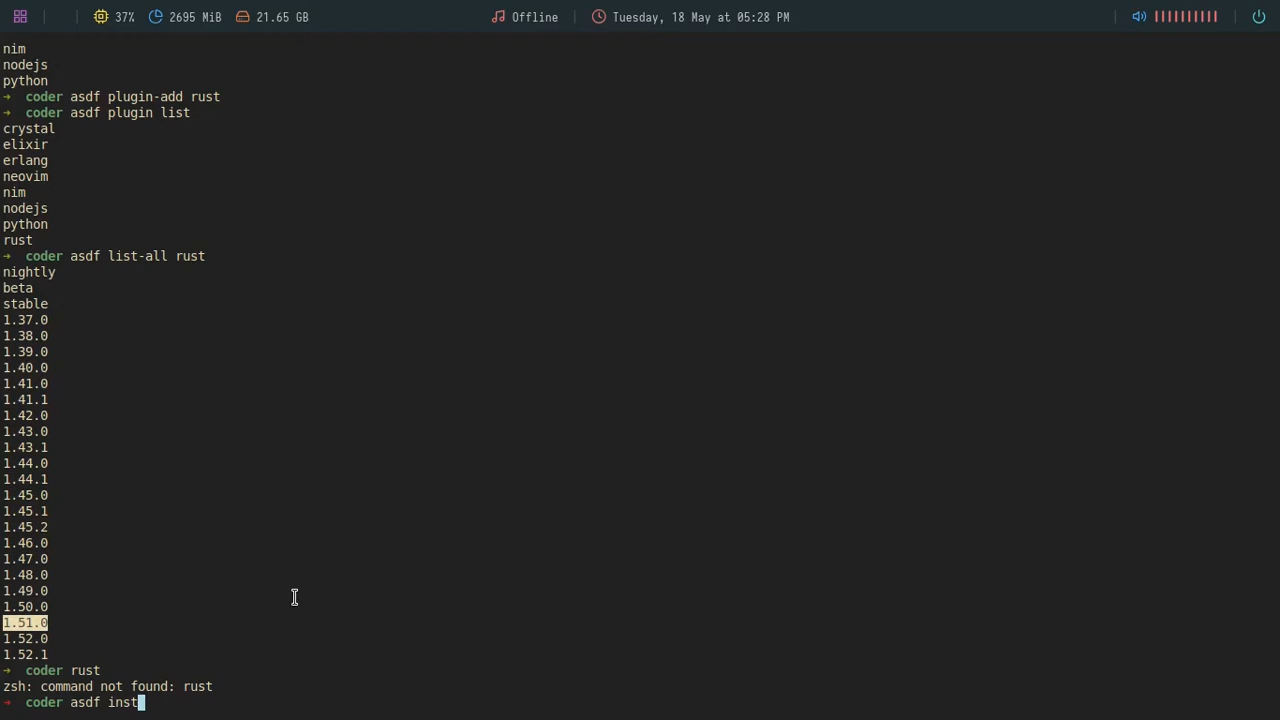 37% 2695 MiB 21.65 GB Offline Tuesday, 18 May at 05:28 PM
nim
nodejs
python
→ coder asdf plugin-add rust
→ coder asdf plugin list
crystal
elixir
erlang
neovim
nim
nodejs
python
rust
→ coder asdf list-all rust
nightly
beta
stable
1.37.0
1.38.0
1.39.0
1.40.0
1.41.0
1.41.1
1.42.0
1.43.0
1.43.1
1.44.0
1.44.1
1.45.0
1.45.1
1.45.2
1.46.0
1.47.0
1.48.0
1.49.0
1.50.0
1.51.0
1.52.0
1.52.1
→ coder rust
zsh: command not found: rust
→ coder asdf inst